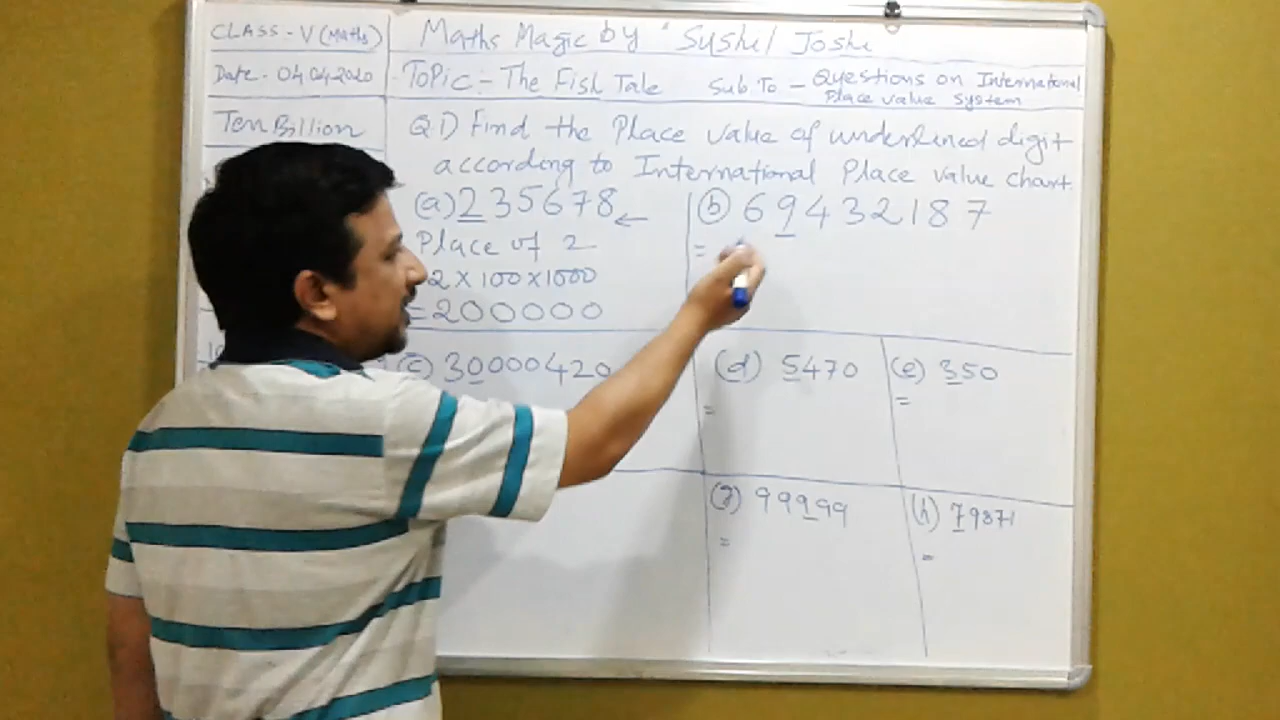 CLASS - V (Maths)
Maths Magic by "Sushil Joshi
Date - 04 04 2020
Topic :- The Fish Tale Sub To - Questions on International
Place value system
Ten Billion
Q1) Find the Place value of underlined digit
according to International Place value chart.
(a) 235678 ←
Place of 2
2 X 100 X 1000
= 200000
(b) 69432187
=
(c) 30000420
(d) 5470
=
(e) 350
=
(g) 99999
=
(h) 79871
=